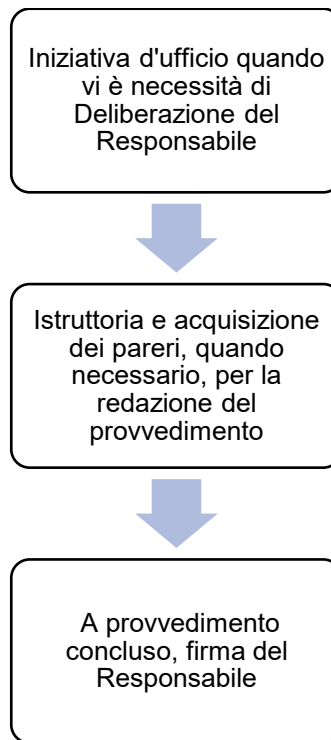 Iniziativa d'ufficio quando
vi è necessità di
Deliberazione del
Responsabile
Istruttoria e acquisizione
dei pareri, quando
necessario, per la
redazione del
provvedimento
A provvedimento
concluso, firma del
Responsabile